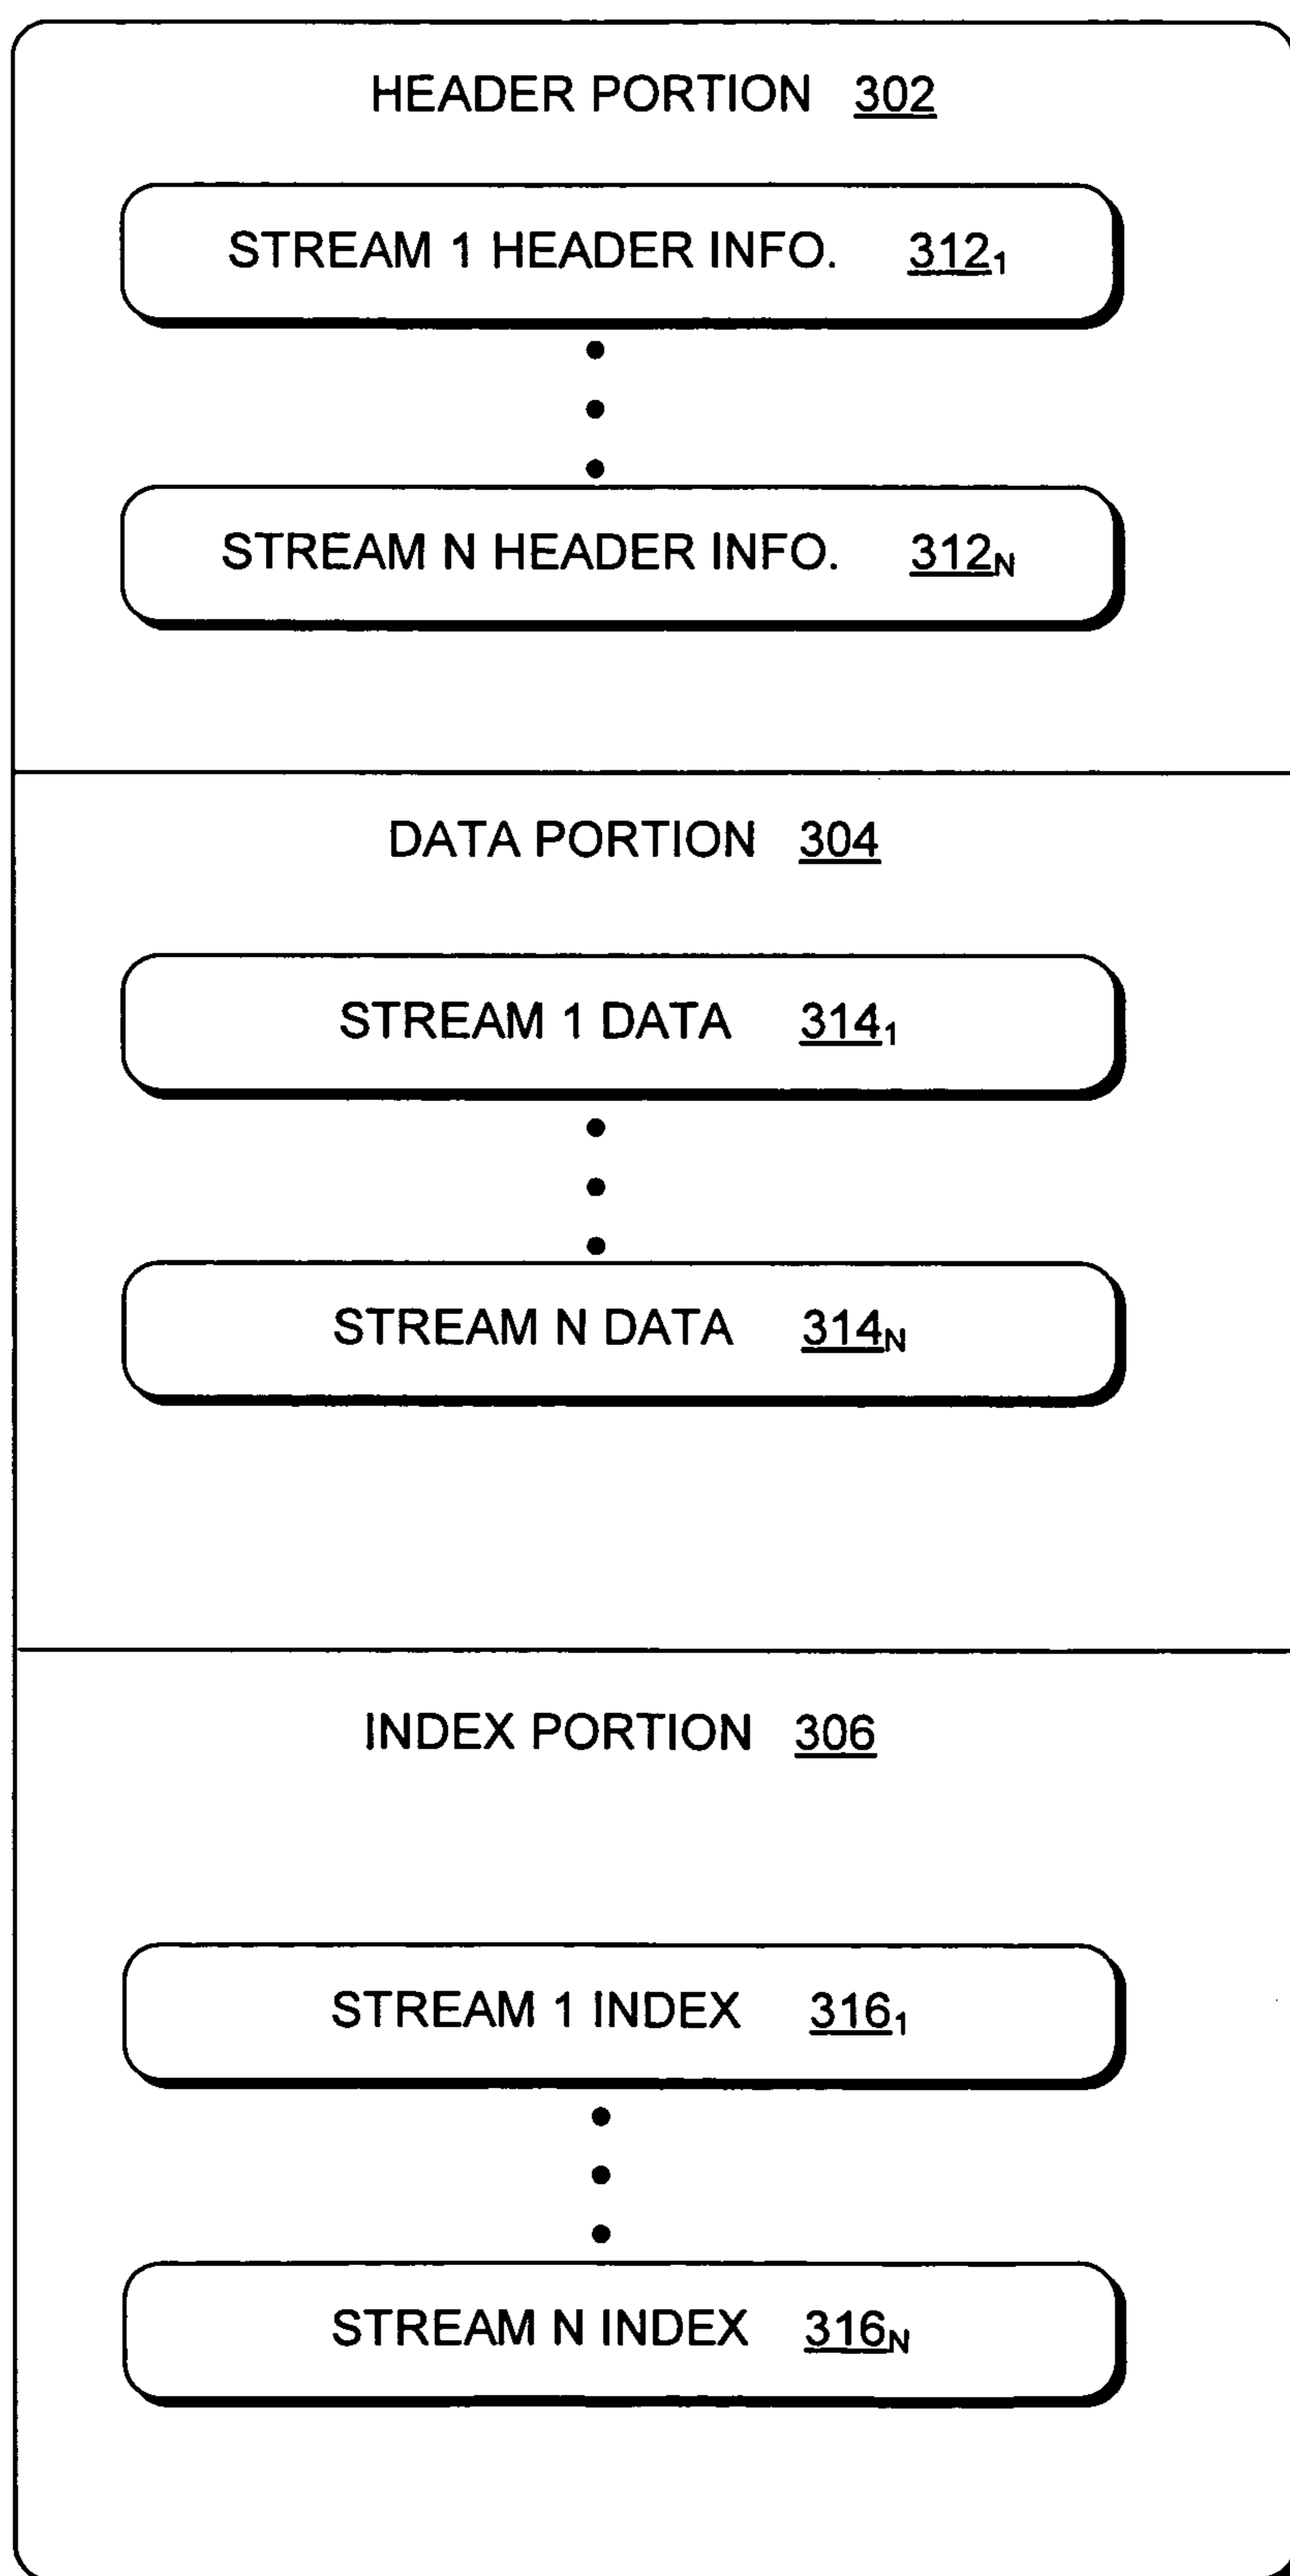 HEADER PORTION 302
STREAM 1 HEADER INFO. 312₁
STREAM N HEADER INFO. 312N
DATA PORTION 304
STREAM 1 DATA 314₁
STREAM N DATA 314N
INDEX PORTION 306
STREAM 1 INDEX 316₁
STREAM N INDEX 316N